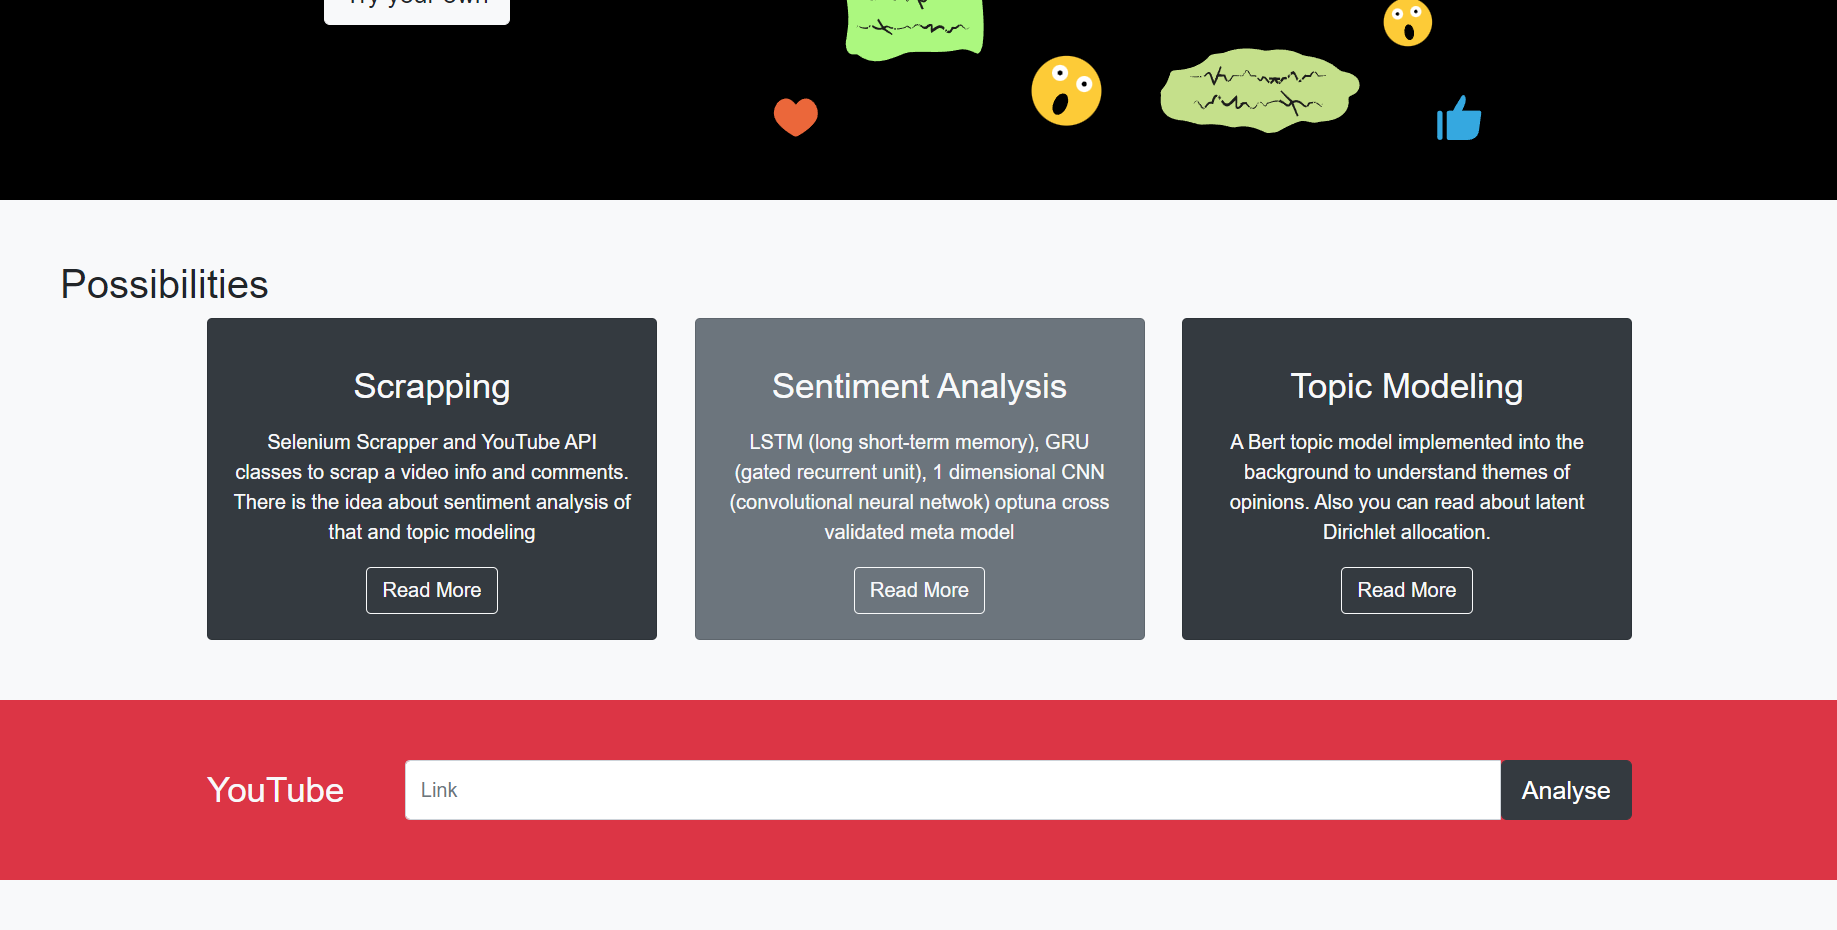 Try your own
Possibilities
Scrapping
Selenium Scrapper and YouTube API
classes to scrap a video info and comments.
There is the idea about sentiment analysis of
that and topic modeling
Read More
Sentiment Analysis
LSTM (long short-term memory), GRU
(gated recurrent unit), 1 dimensional CNN
(convolutional neural netwok) optuna cross
validated meta model
Read More
Topic Modeling
A Bert topic model implemented into the
background to understand themes of
opinions. Also you can read about latent
Dirichlet allocation.
Read More
YouTube
Link
Analyse